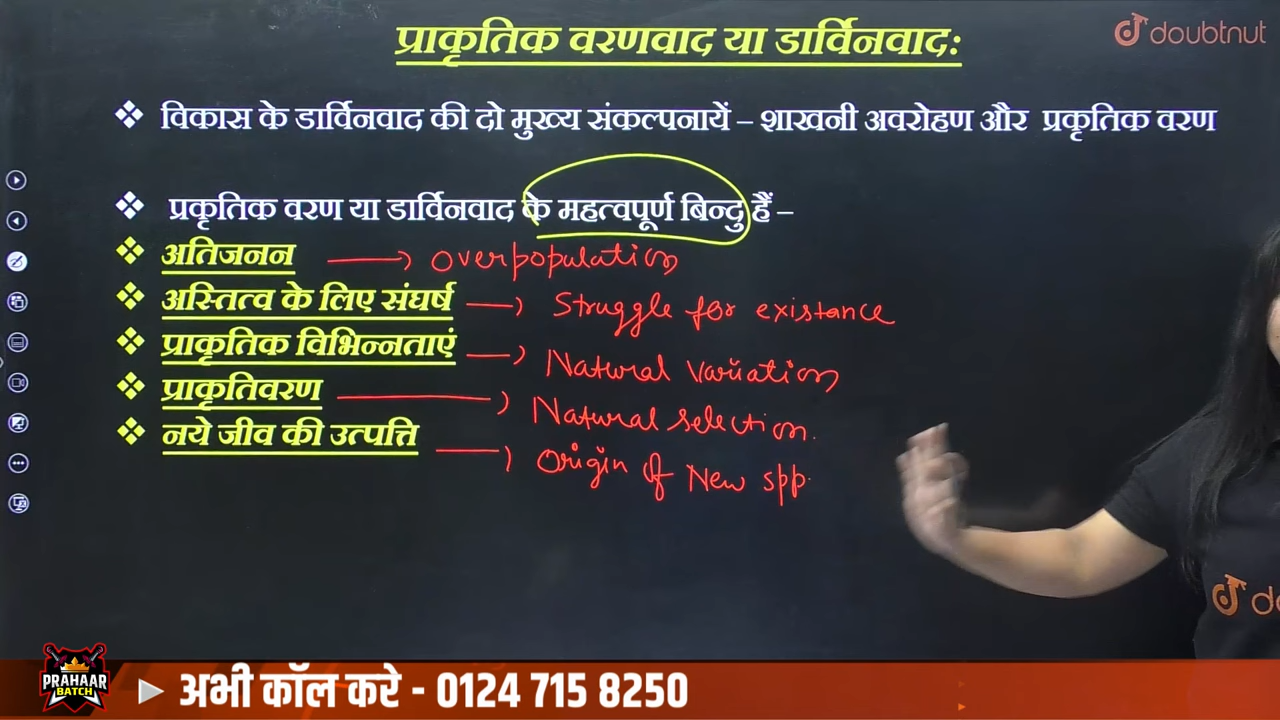 प्राकृतिक वरणवाद या डार्विनवाद:
doubtnut
❖ विकास के डार्विनवाद की दो मुख्य संकल्पनायें – शाखनी अवरोहण और प्रकृतिक वरण
❖ प्रकृतिक वरण या डार्विनवाद के महत्वपूर्ण बिन्दु हैं –
❖ अतिजनन → overpopulation
❖ अस्तित्व के लिए संघर्ष → Struggle for existance
❖ प्राकृतिक विभिन्नताएं → Natural variation
❖ प्राकृतिवरण → Natural selection.
❖ नये जीव की उत्पत्ति → Origin of New spp.
PRAHAAR
BATCH
अभी कॉल करे - 0124 715 8250